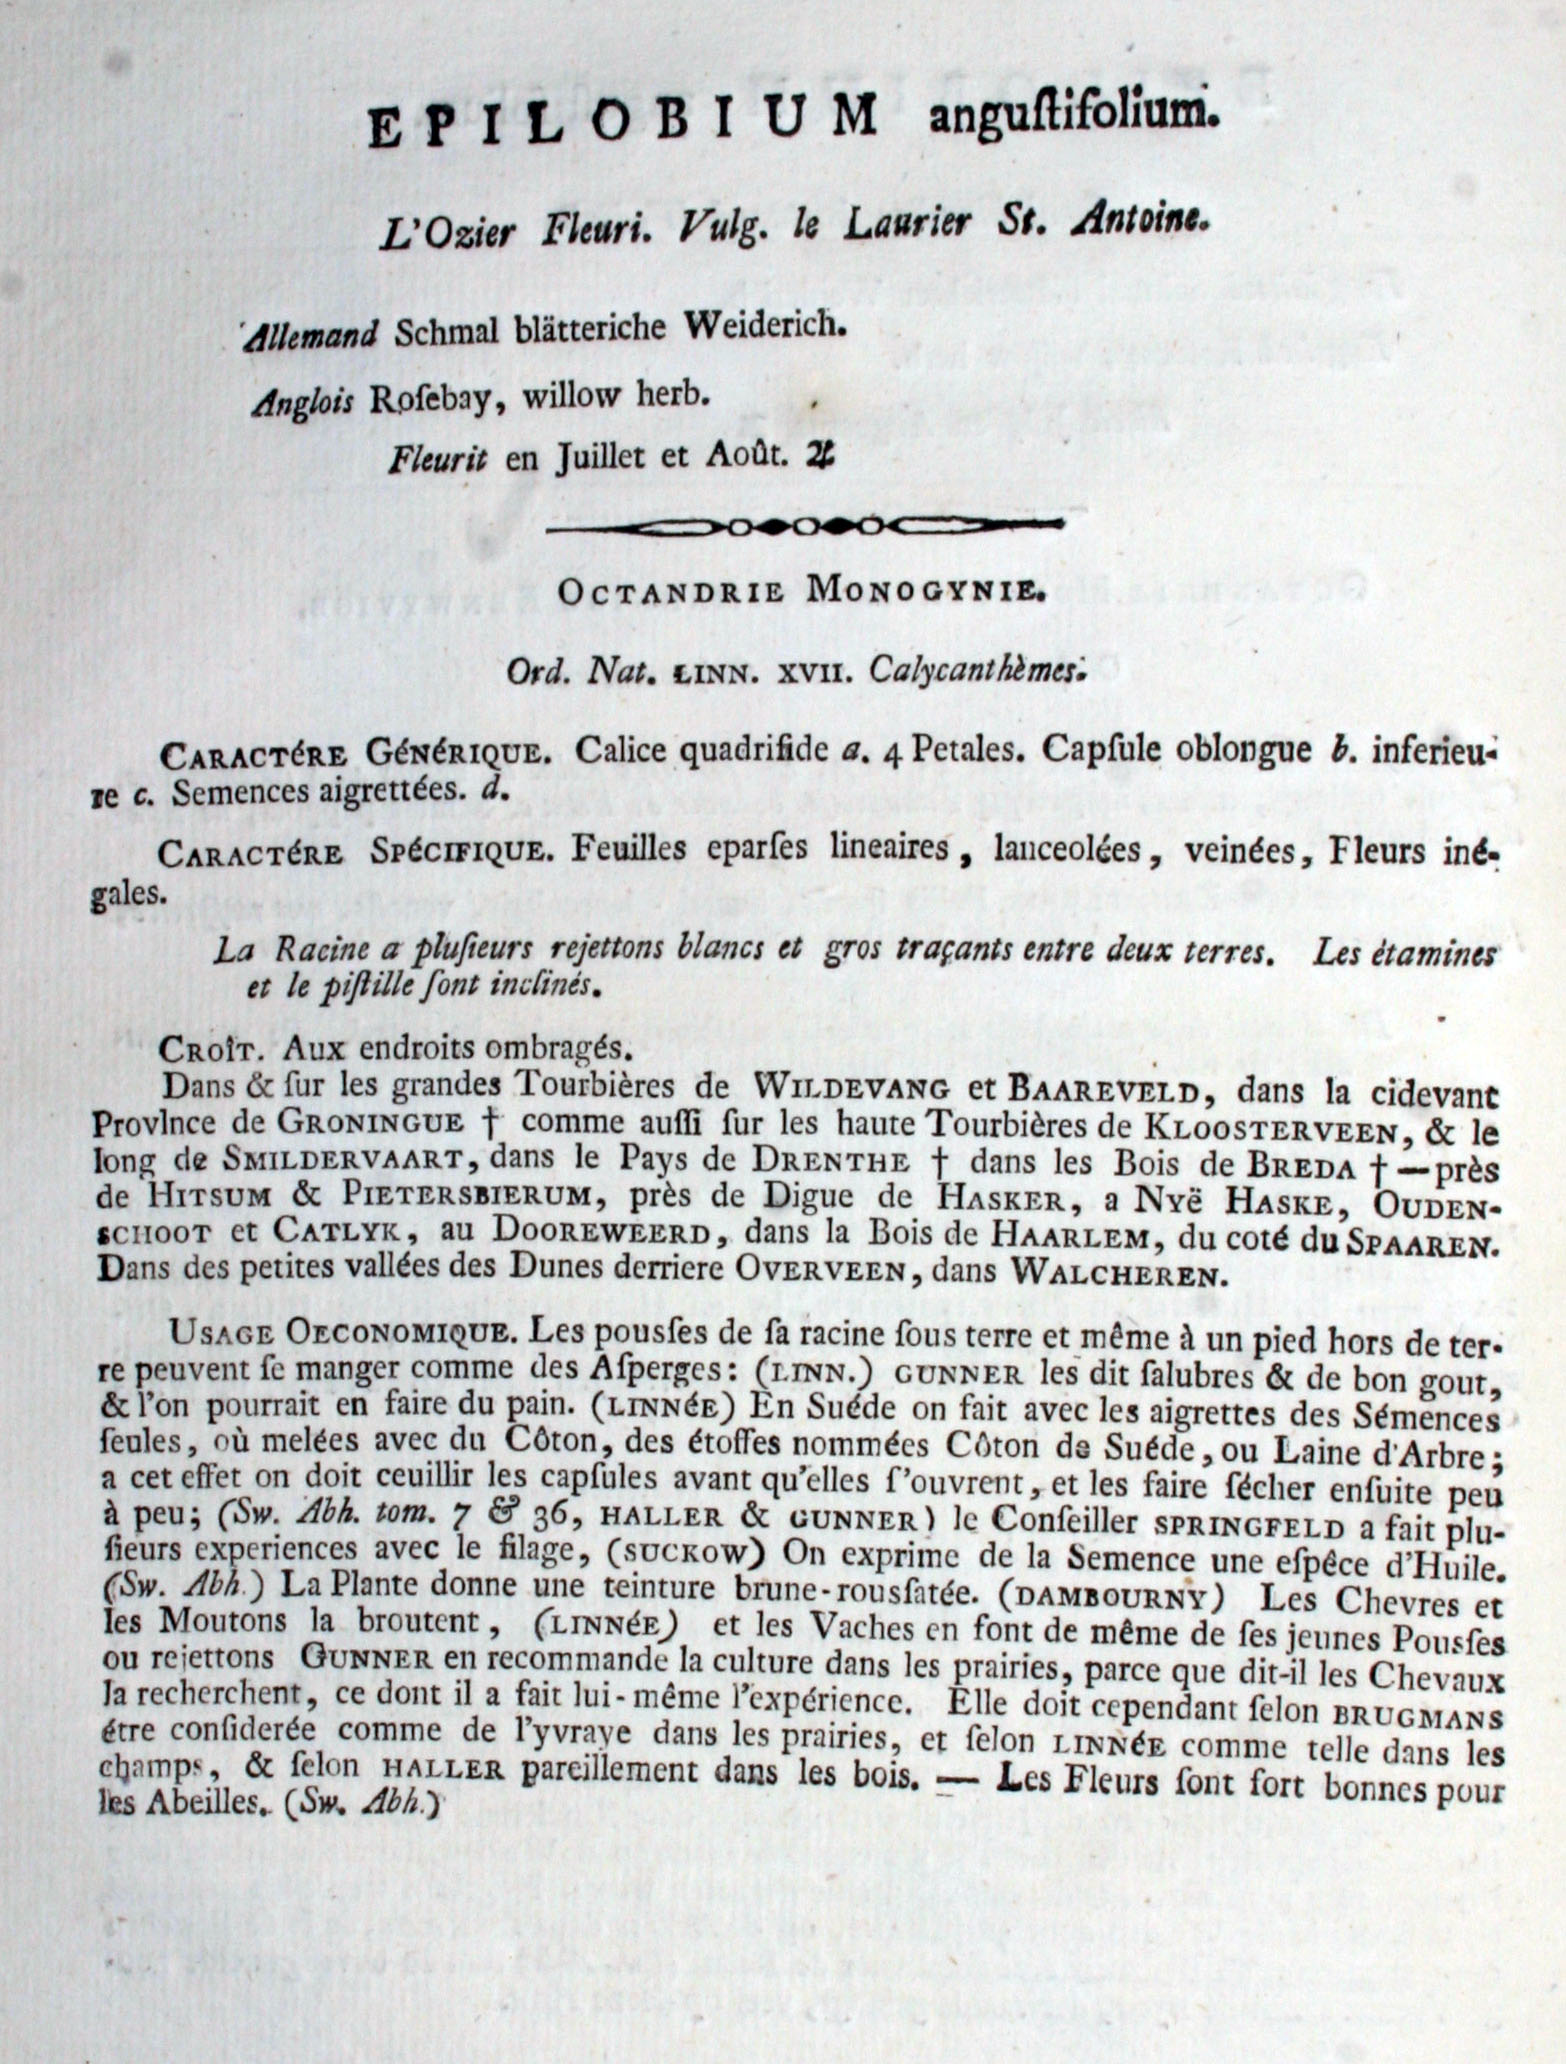 EPILOBIUM anguſtifolium.
L'Ozier Fleuri. Vulg. le Laurier St. Antoine.
Allemand Schmal blätteriche Weiderich.
Anglois Roſebay, willow herb.
Fleurit en Juillet et Août. ♃
OCTANDRIE MONOGYNIE.
Ord. Nat. LINN. XVII. Calycanthèmes.
CARACTéRE GéNéRIQUE. Calice quadrifide a. 4 Petales. Capſule oblongue b. inferieu-
re c. Semences aigrettées. d.
CARACTéRE SPéCIFIQUE. Feuilles eparſes lineaires, lanceolées, veinées, Fleurs iné-
gales.
La Racine a pluſieurs rejettons blancs et gros traçants entre deux terres. Les étamines
et le piſtille ſont inclinés.
CROÎT. Aux endroits ombragés.
Dans & ſur les grandes Tourbières de WILDEVANG et BAAREVELD, dans la cidevant
Province de GRONINGUE † comme auſſi ſur les haute Tourbières de KLOOSTERVEEN, & le
long de SMILDERVAART, dans le Pays de DRENTHE † dans les Bois de BREDA † — près
de HITSUM & PIETERSBIERUM, près de Digue de HASKER, a NYë HASKE, OUDEN-
SCHOOT et CATLYK, au DOOREWEERD, dans la Bois de HAARLEM, du coté du SPAAREN.
Dans des petites vallées des Dunes derriere OVERVEEN, dans WALCHEREN.
USAGE OECONOMIQUE. Les pousſes de ſa racine ſous terre et même à un pied hors de ter-
re peuvent ſe manger comme des Aſperges: (LINN.) GUNNER les dit ſalubres & de bon gout,
& l'on pourrait en faire du pain. (LINNéE) En Suéde on fait avec les aigrettes des Sémences
ſeules, où melées avec du Côton, des étoffes nommées Côton de Suéde, ou Laine d'Arbre;
a cet effet on doit ceuillir les capſules avant qu'elles ſ'ouvrent, et les faire ſécher enſuite peu
à peu; (Sw. Abh. tom. 7 & 36, HALLER & GUNNER) le Conſeiller SPRINGFELD a fait plu-
ſieurs experiences avec le filage, (SUCKOW) On exprime de la Semence une eſpêce d'Huile.
(Sw. Abh.) La Plante donne une teinture brune-rousſatée. (DAMBOURNY) Les Chevres et
les Moutons la broutent, (LINNéE) et les Vaches en font de même de ſes jeunes Pousſes
ou rejettons GUNNER en recommande la culture dans les prairies, parce que dit-il les Chevaux
la recherchent, ce dont il a fait lui-même l'expérience. Elle doit cependant ſelon BRUGMANS
étre conſiderée comme de l'yvraye dans les prairies, et ſelon LINNéE comme telle dans les
champs, & ſelon HALLER pareillement dans les bois. — Les Fleurs ſont fort bonnes pour
les Abeilles. (Sw. Abh.)